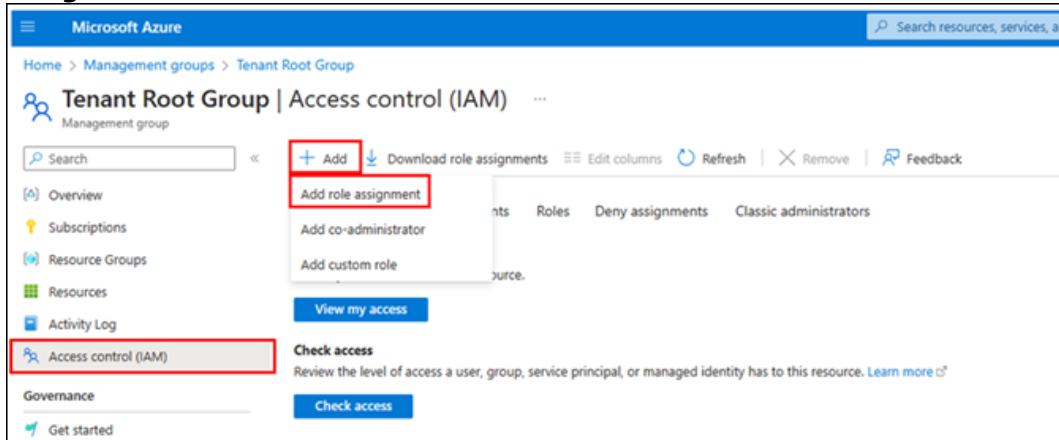 Microsoft Azure
Search resources, services, a
Home > Management groups > Tenant Root Group
Tenant Root Group | Access control (IAM) ...
Management group
Search
«
+ Add
Download role assignments
Edit columns
Refresh
Remove
Feedback
Add role assignment
Add co-administrator
Add custom role
nts
Roles
Deny assignments
Classic administrators
ource.
View my access
Check access
Review the level of access a user, group, service principal, or managed identity has to this resource. Learn more
Check access
Overview
Subscriptions
Resource Groups
Resources
Activity Log
Access control (IAM)
Governance
Get started